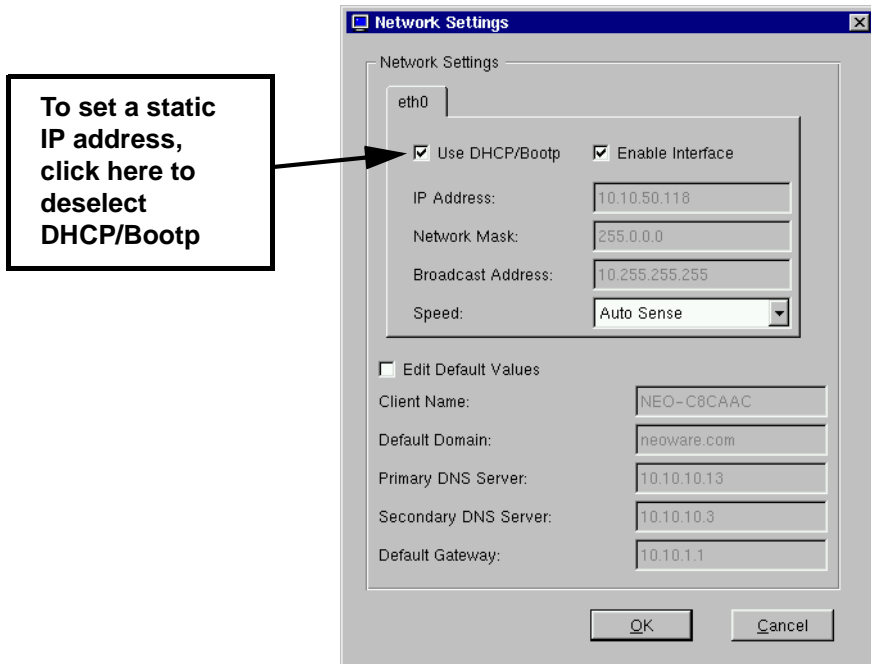 Network Settings
Network Settings
eth0
To set a static
IP address,
click here to
deselect
DHCP/Bootp
Use DHCP/Bootp Enable Interface
IP Address: 10.10.50.118
Network Mask: 255.0.0.0
Broadcast Address: 10.255.255.255
Speed: Auto Sense
Edit Default Values
Client Name: NEO-C8CAAC
Default Domain: neoware.com
Primary DNS Server: 10.10.10.13
Secondary DNS Server: 10.10.10.3
Default Gateway: 10.10.1.1
OK Cancel